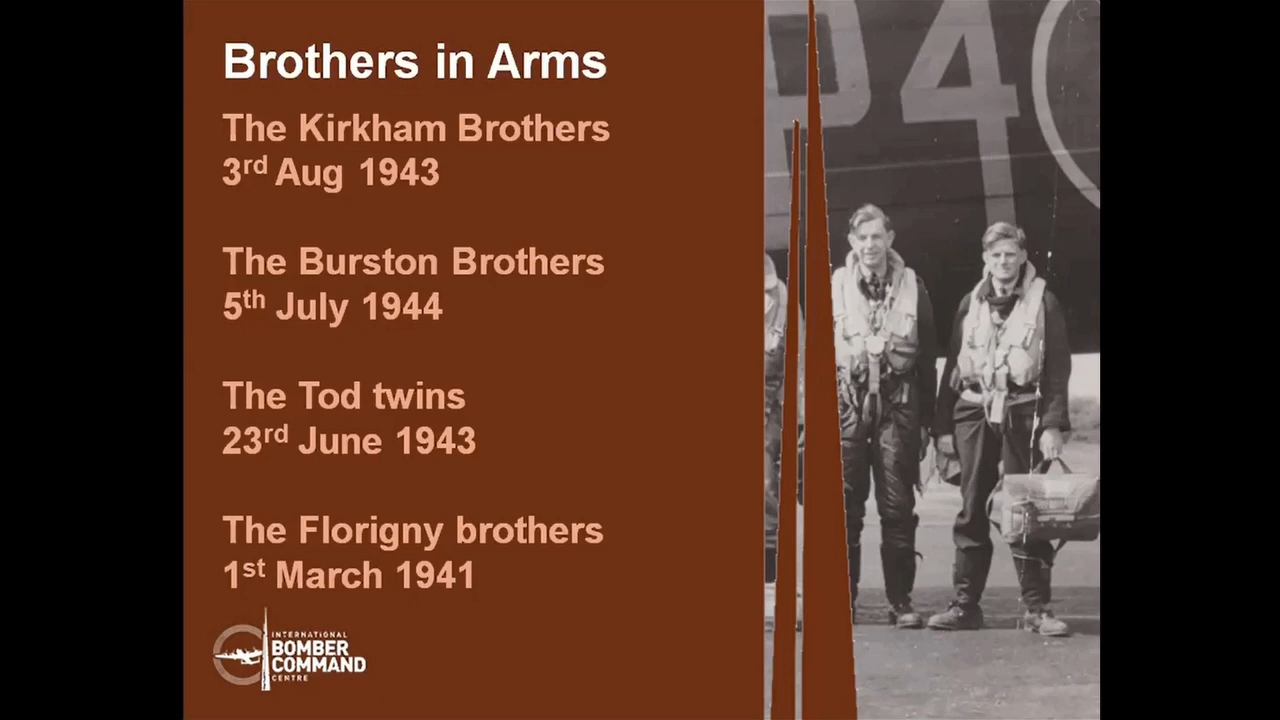 Brothers in Arms
The Kirkham Brothers
3rd Aug 1943
The Burston Brothers
5th July 1944
The Tod twins
23rd June 1943
The Florigny brothers
1st March 1941
INTERNATIONAL
BOMBER
COMMAND
CENTRE
P4